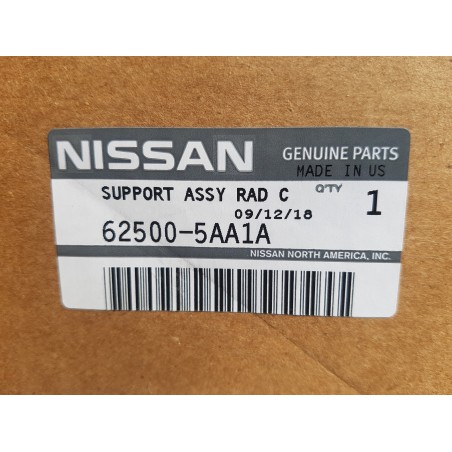 NISSAN
GENUINE PARTS
MADE IN US
SUPPORT ASSY RAD C
Q'TY
1
09/12/18
62500-5AA1A
NISSAN NORTH AMERICA, INC.